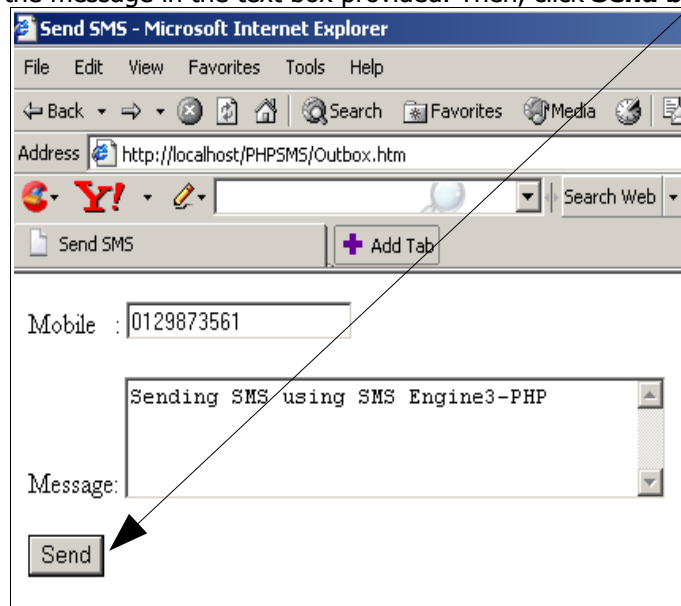 the message in the text box provided. Then, click Send b
Send SMS - Microsoft Internet Explorer
File Edit View Favorites Tools Help
Back Search Favorites Media
Address http://localhost/PHPSMS/Outbox.htm
Y! Search Web
Send SMS Add Tab
Mobile : 0129873561
Sending SMS using SMS Engine3-PHP
Message:
Send